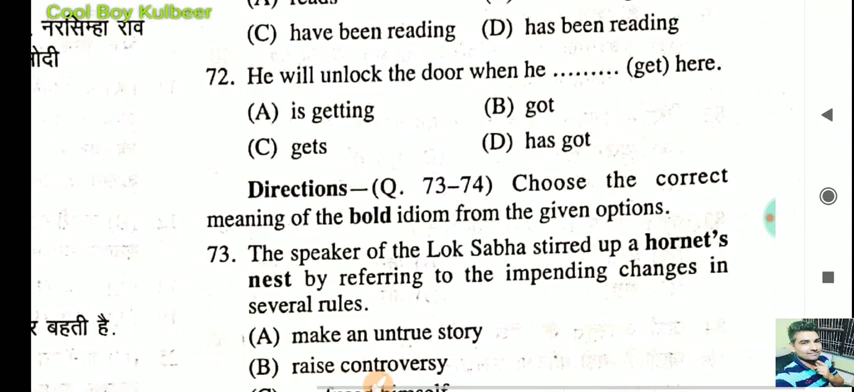 Cool Boy Kulbeer
नरसिम्हा राव
मोदी
(C) have been reading (D) has been reading
72. He will unlock the door when he ......... (get) here.
(A) is getting (B) got
(C) gets (D) has got
Directions—(Q. 73–74) Choose the correct
meaning of the bold idiom from the given options.
73. The speaker of the Lok Sabha stirred up a hornet's
nest by referring to the impending changes in
several rules.
(A) make an untrue story
र बहती है.
(B) raise controversy